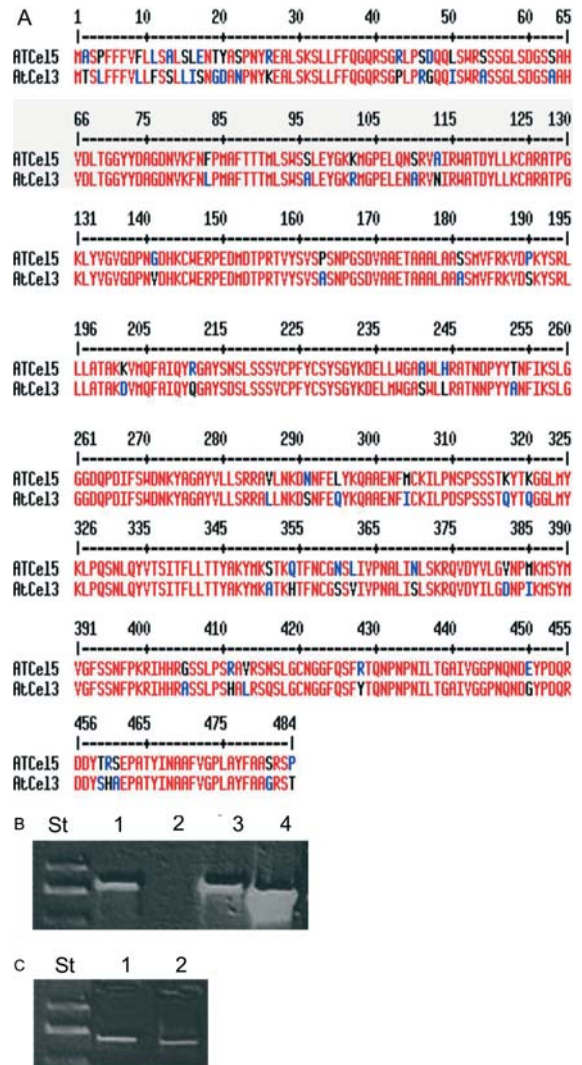 A
1 10 20 30 40 50 60 65
ATCel5 MASPFFFVFLLSALSLENTYASPNYREALSKSLLFFQGQRSGRLPSDQQLSWRSSSGLSDGSSAH
AtCel3 MTSLFFFVLLFSSLLISNGDANPNYKEALSKSLLFFQGQRSGPLPRGQQISWRASSGLSDGSAAH
66 75 85 95 105 115 125 130
ATCel5 VDLTGGYYDAGDNVKFNFPMAFTTTMLSWSSLEYGKKMGPELQNSRVAIRWATDYLLKCARATPG
AtCel3 VDLTGGYYDAGDNVKFNLPMAFTTTMLSWSALEYGKRMGPELENARVNIRWATDYLLKCARATPG
131 140 150 160 170 180 190 195
ATCel5 KLYVGVGDPNGDHKCWERPEDMDTPRTVYSVSPSNPGSDVAAETAAALAASSMVFRKVDPKYSRL
AtCel3 KLYVGVGDPNVDHKCWERPEDMDTPRTVYSVSASNPGSDVAAETAAALAAASMVFRKVDSKYSRL
196 205 215 225 235 245 255 260
ATCel5 LLATAKKVMQFAIQYRGAYSNSLSSSVCPFYCSYSGYKDELLWGAAWLHRATNDPYYTNFIKSLG
AtCel3 LLATAKDVMQFAIQYQGAYSDSLSSSVCPFYCSYSGYKDELMWGASWLLRATNNPYYANFIKSLG
261 270 280 290 300 310 320 325
ATCel5 GGDQPDIFSWDNKYAGAYVLLSRRAVLNKDNNFELYKQAAENFMCKILPNSPSSSTKYTKGGLMY
AtCel3 GGDQPDIFSWDNKYAGAYVLLSRRALLNKDSNFEQYKQAAENFICKILPDSPSSSTQYTQGGLMY
326 335 345 355 365 375 385 390
ATCel5 KLPQSNLQYVTSITFLLTTYAKYMKSTKQTFNCGNSLIVPNALINLSKRQVDYVLGVNPMKMSYM
AtCel3 KLPQSNLQYVTSITFLLTTYAKYMKATKHTFNCGSSVIVPNALISLSKRQVDYILGDNPIKMSYM
391 400 410 420 430 440 450 455
ATCel5 VGFSSNFPKRIHHRGSSLPSRAVRSNSLGCNGGFQSFRTQNPNPNILTGAIVGGPNQNDEYPDQR
AtCel3 VGFSSNFPKRIHHRASSLPSHALRSQSLGCNGGFQSFYTQNPNPNILTGAIVGGPNQNDGYPDQR
456 465 475 484
ATCel5 DDYTRSEPATYINAAFVGPLAYFAASRSP
AtCel3 DDYSHAEPATYINAAFVGPLAYFAAGRST
B St 1 2 3 4
C St 1 2